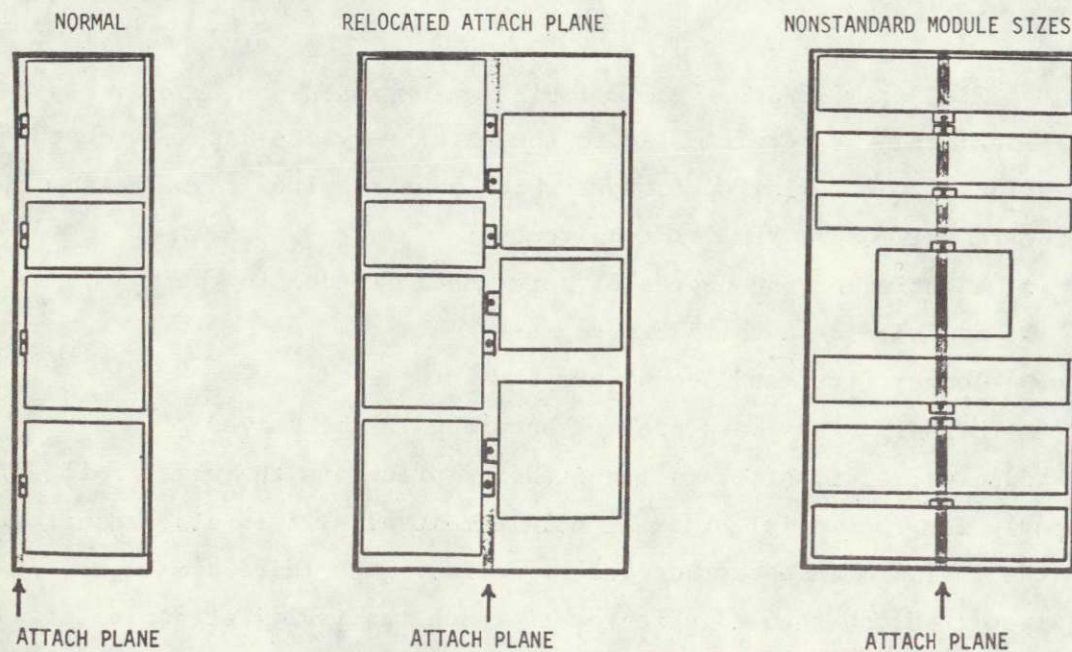 NORMAL
RELOCATED ATTACH PLANE
NONSTANDARD MODULE SIZES
ATTACH PLANE
ATTACH PLANE
ATTACH PLANE